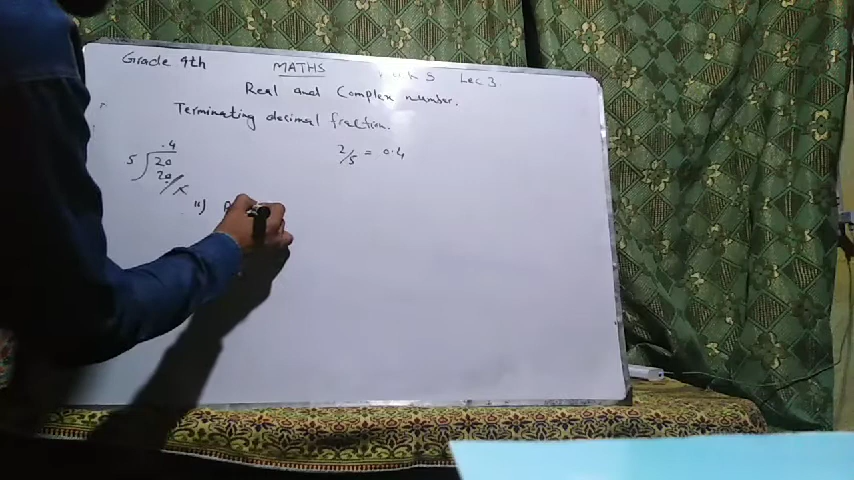 Grade 9th MATHS Lec 3
Real and Complex number.
Terminating decimal fraction.
.4
5 20 2/5 = 0.4
20
ii)